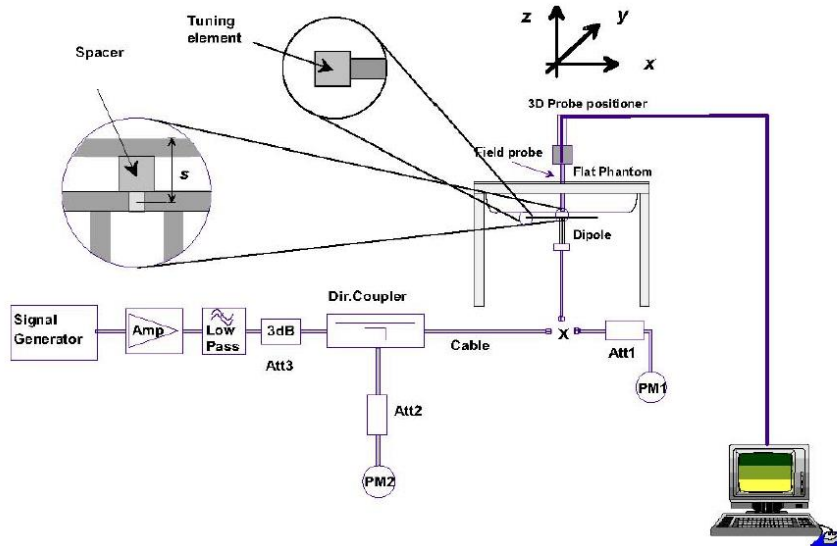 Tuning
element
Spacer
z
y
x
3D Probe positioner
Field probe
Flat Phantom
s
Dipole
Dir.Coupler
Signal
Generator
Amp
Low
Pass
3dB
Att3
Cable
X
Att1
PM1
Att2
PM2